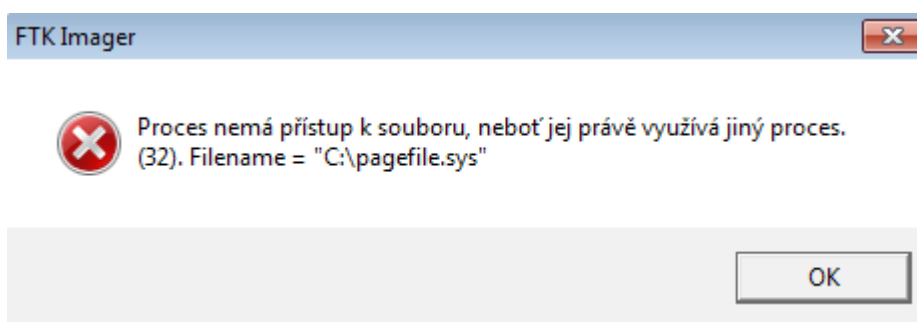 FTK Imager
Proces nemá přístup k souboru, neboť jej právě využívá jiný proces.
(32). Filename = "C:\pagefile.sys"
OK